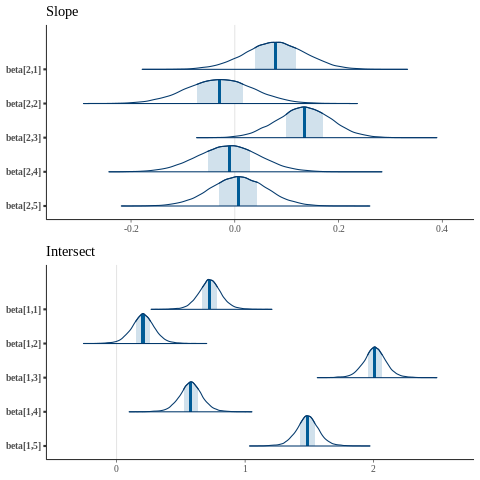 Slope
beta[2,1]
beta[2,2]
beta[2,3]
beta[2,4]
beta[2,5]
-0.2 0.0 0.2 0.4
Intersect
beta[1,1]
beta[1,2]
beta[1,3]
beta[1,4]
beta[1,5]
0 1 2